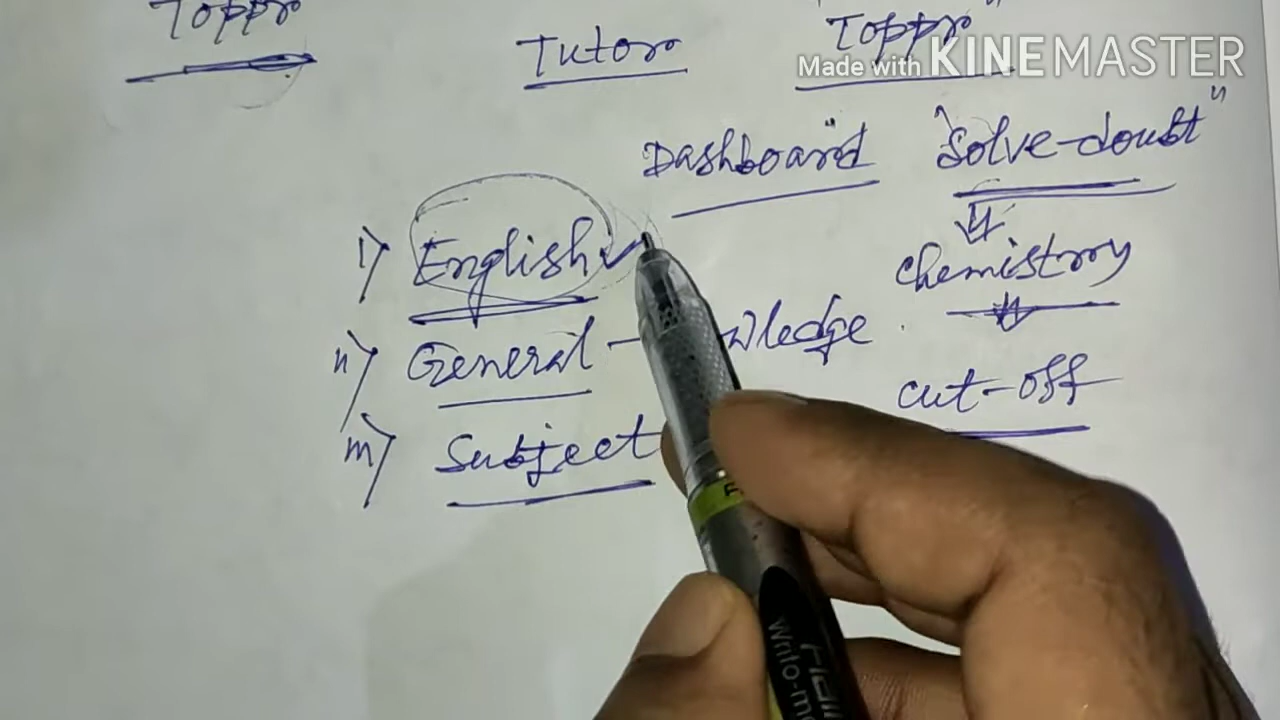 Toppr
Tutor
"Toppr"
Made with KINEMASTER
Dashboard
"Solve-doubt"
i) English
Chemistry
ii) General - wledge
cut-off
iii) Subject